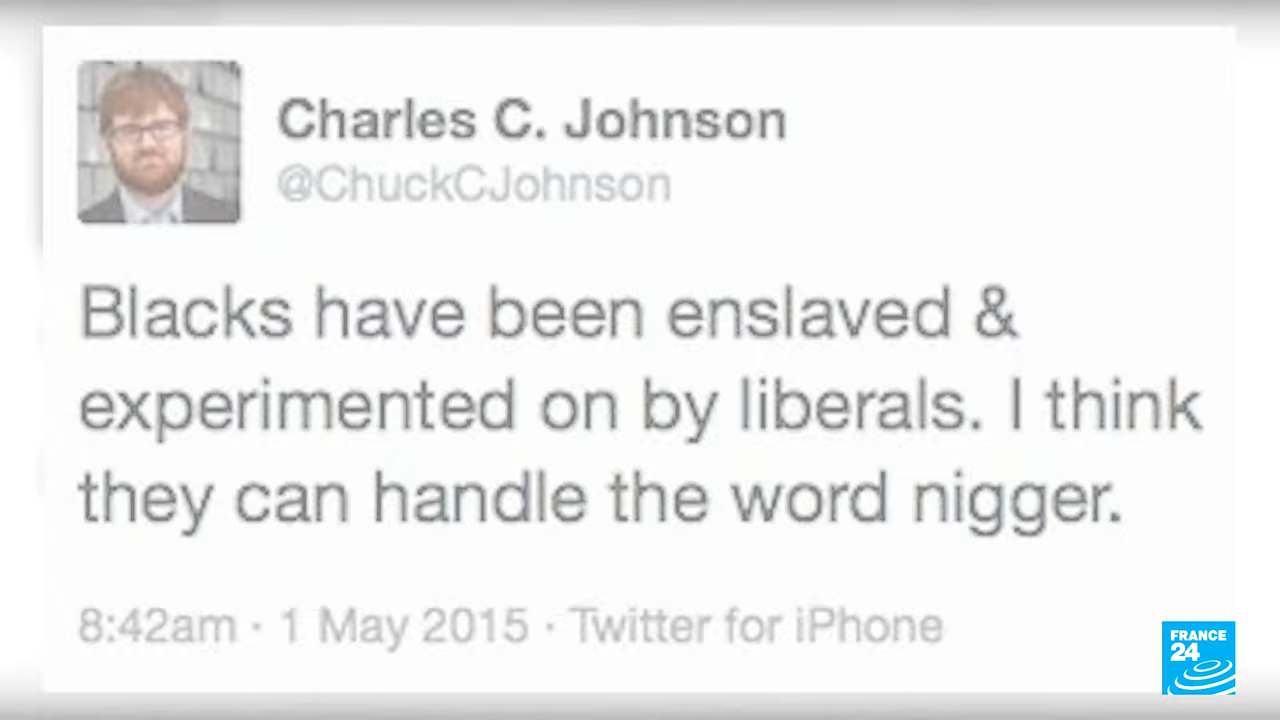 Charles C. Johnson
@ChuckCJohnson
Blacks have been enslaved &
experimented on by liberals. I think
they can handle the word nigger.
8:42am · 1 May 2015 · Twitter for iPhone
FRANCE
24